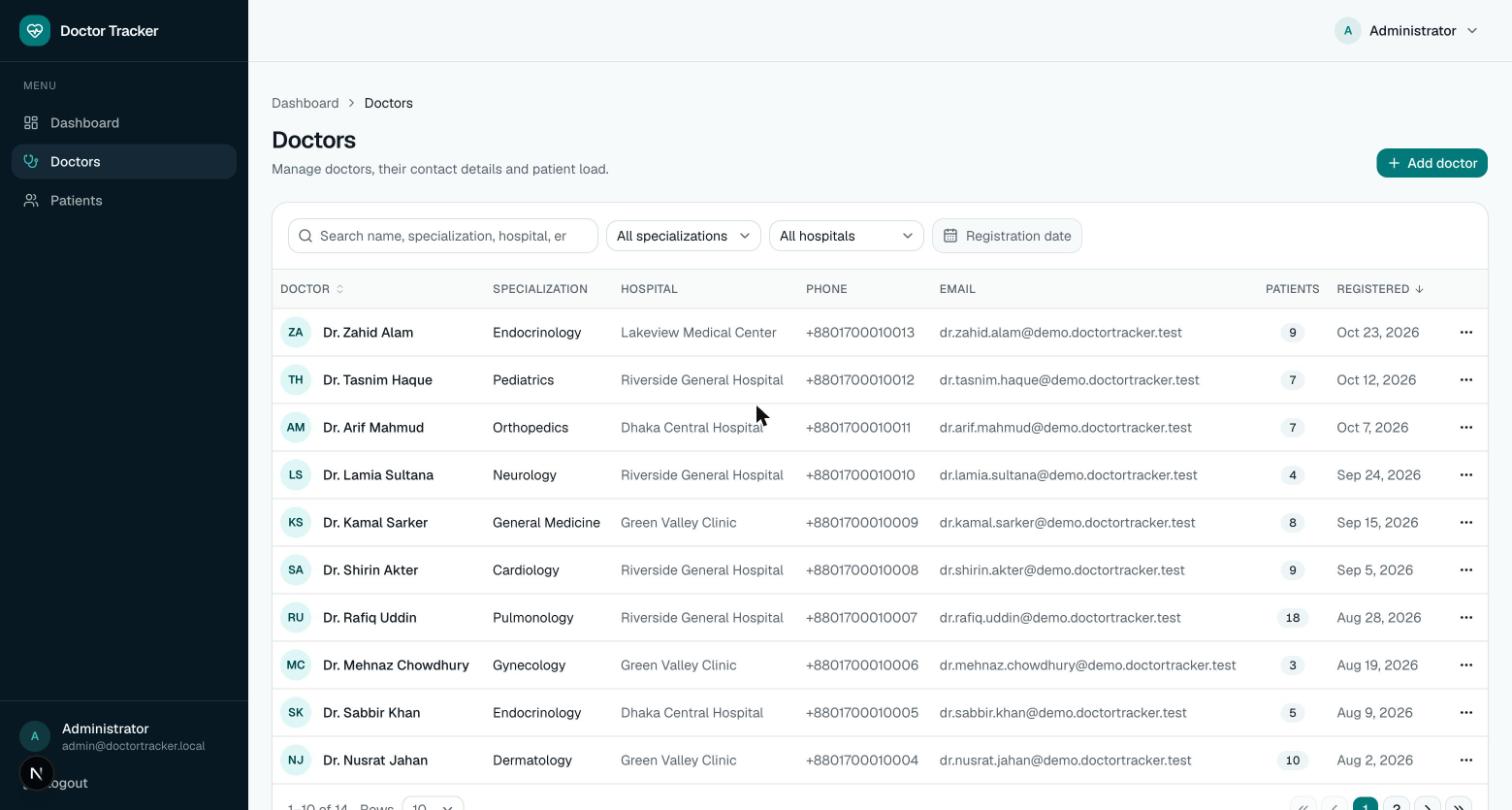 Doctor Tracker
A Administrator
MENU
Dashboard
Doctors
Patients
Dashboard > Doctors
Doctors
Manage doctors, their contact details and patient load.
+ Add doctor
Search name, specialization, hospital, er
All specializations
All hospitals
Registration date
DOCTOR SPECIALIZATION HOSPITAL PHONE EMAIL PATIENTS REGISTERED ↓
ZA Dr. Zahid Alam Endocrinology Lakeview Medical Center +8801700010013 dr.zahid.alam@demo.doctortracker.test 9 Oct 23, 2026 ···
TH Dr. Tasnim Haque Pediatrics Riverside General Hospital +8801700010012 dr.tasnim.haque@demo.doctortracker.test 7 Oct 12, 2026 ···
AM Dr. Arif Mahmud Orthopedics Dhaka Central Hospital +8801700010011 dr.arif.mahmud@demo.doctortracker.test 7 Oct 7, 2026 ···
LS Dr. Lamia Sultana Neurology Riverside General Hospital +8801700010010 dr.lamia.sultana@demo.doctortracker.test 4 Sep 24, 2026 ···
KS Dr. Kamal Sarker General Medicine Green Valley Clinic +8801700010009 dr.kamal.sarker@demo.doctortracker.test 8 Sep 15, 2026 ···
SA Dr. Shirin Akter Cardiology Riverside General Hospital +8801700010008 dr.shirin.akter@demo.doctortracker.test 9 Sep 5, 2026 ···
RU Dr. Rafiq Uddin Pulmonology Riverside General Hospital +8801700010007 dr.rafiq.uddin@demo.doctortracker.test 18 Aug 28, 2026 ···
MC Dr. Mehnaz Chowdhury Gynecology Green Valley Clinic +8801700010006 dr.mehnaz.chowdhury@demo.doctortracker.test 3 Aug 19, 2026 ···
SK Dr. Sabbir Khan Endocrinology Dhaka Central Hospital +8801700010005 dr.sabbir.khan@demo.doctortracker.test 5 Aug 9, 2026 ···
NJ Dr. Nusrat Jahan Dermatology Green Valley Clinic +8801700010004 dr.nusrat.jahan@demo.doctortracker.test 10 Aug 2, 2026 ···
1–10 of 14 Rows 10 « ‹ 1 2 › »
A Administrator
admin@doctortracker.local
N ogout